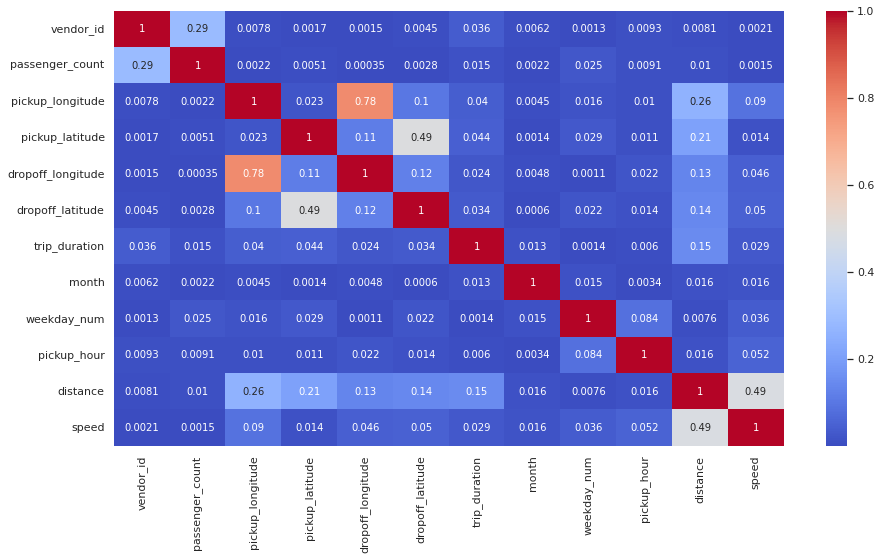 vendor_id 1 0.29 0.0078 0.0017 0.0015 0.0045 0.036 0.0062 0.0013 0.0093 0.0081 0.0021 1.0
passenger_count 0.29 1 0.0022 0.0051 0.00035 0.0028 0.015 0.0022 0.025 0.0091 0.01 0.0015
pickup_longitude 0.0078 0.0022 1 0.023 0.78 0.1 0.04 0.0045 0.016 0.01 0.26 0.09 0.8
pickup_latitude 0.0017 0.0051 0.023 1 0.11 0.49 0.044 0.0014 0.029 0.011 0.21 0.014
dropoff_longitude 0.0015 0.00035 0.78 0.11 1 0.12 0.024 0.0048 0.0011 0.022 0.13 0.046 0.6
dropoff_latitude 0.0045 0.0028 0.1 0.49 0.12 1 0.034 0.0006 0.022 0.014 0.14 0.05
trip_duration 0.036 0.015 0.04 0.044 0.024 0.034 1 0.013 0.0014 0.006 0.15 0.029
month 0.0062 0.0022 0.0045 0.0014 0.0048 0.0006 0.013 1 0.015 0.0034 0.016 0.016 0.4
weekday_num 0.0013 0.025 0.016 0.029 0.0011 0.022 0.0014 0.015 1 0.084 0.0076 0.036
pickup_hour 0.0093 0.0091 0.01 0.011 0.022 0.014 0.006 0.0034 0.084 1 0.016 0.052 0.2
distance 0.0081 0.01 0.26 0.21 0.13 0.14 0.15 0.016 0.0076 0.016 1 0.49
speed 0.0021 0.0015 0.09 0.014 0.046 0.05 0.029 0.016 0.036 0.052 0.49 1
vendor_id
passenger_count
pickup_longitude
pickup_latitude
dropoff_longitude
dropoff_latitude
trip_duration
month
weekday_num
pickup_hour
distance
speed